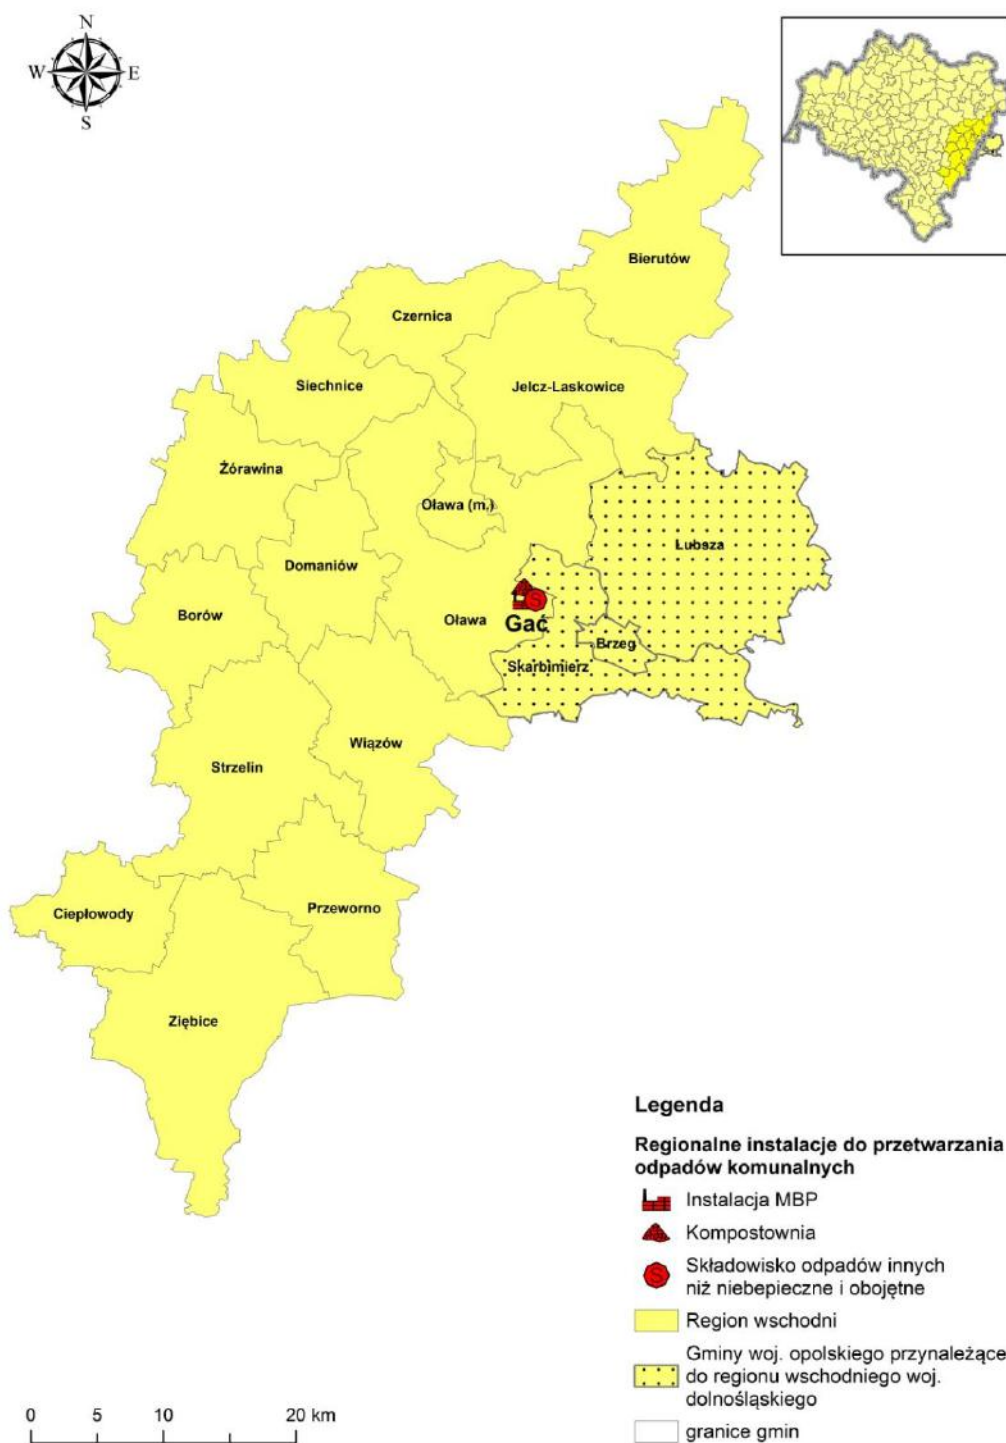 N
W E
S
Bierutów
Czernica
Siechnice
Jelcz-Laskowice
Żórawina
Oława (m.)
Lubsza
Domaniów
Borów
Oława
Gać
Brzeg
Skarbimierz
Wiązów
Strzelin
Ciepłowody
Przeworno
Ziębice
Legenda
Regionalne instalacje do przetwarzania
odpadów komunalnych
Instalacja MBP
Kompostownia
S
Składowisko odpadów innych
niż niebepieczne i obojętne
Region wschodni
Gminy woj. opolskiego przynależące
do regionu wschodniego woj.
dolnośląskiego
granice gmin
0 5 10 20 km